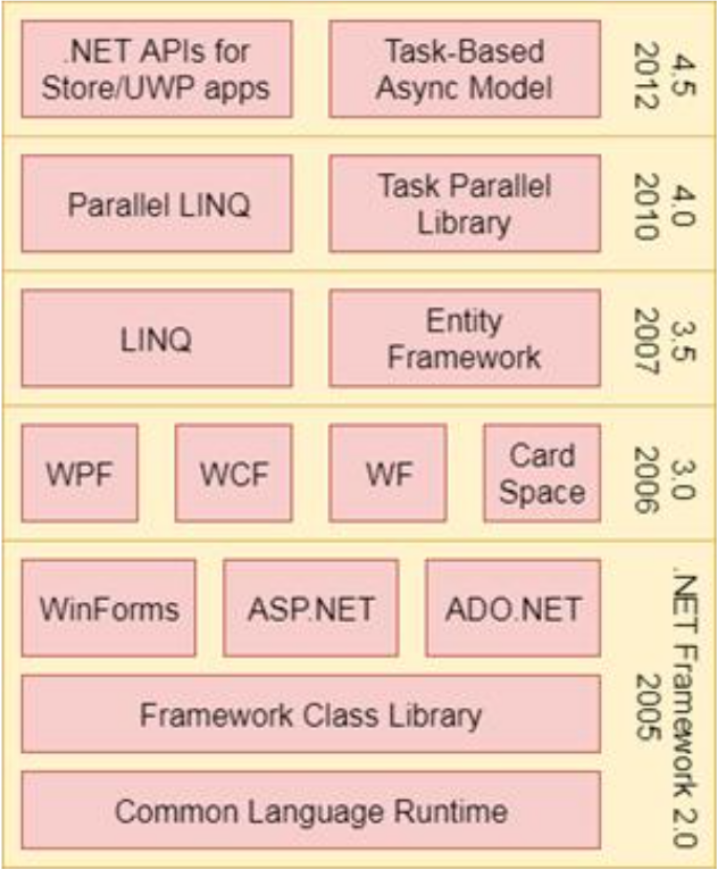 .NET APIs for
Store/UWP apps
Task-Based
Async Model
4.5
2012
Parallel LINQ
Task Parallel
Library
4.0
2010
LINQ
Entity
Framework
3.5
2007
WPF
WCF
WF
Card
Space
3.0
2006
WinForms
ASP.NET
ADO.NET
Framework Class Library
Common Language Runtime
.NET Framework 2.0
2005